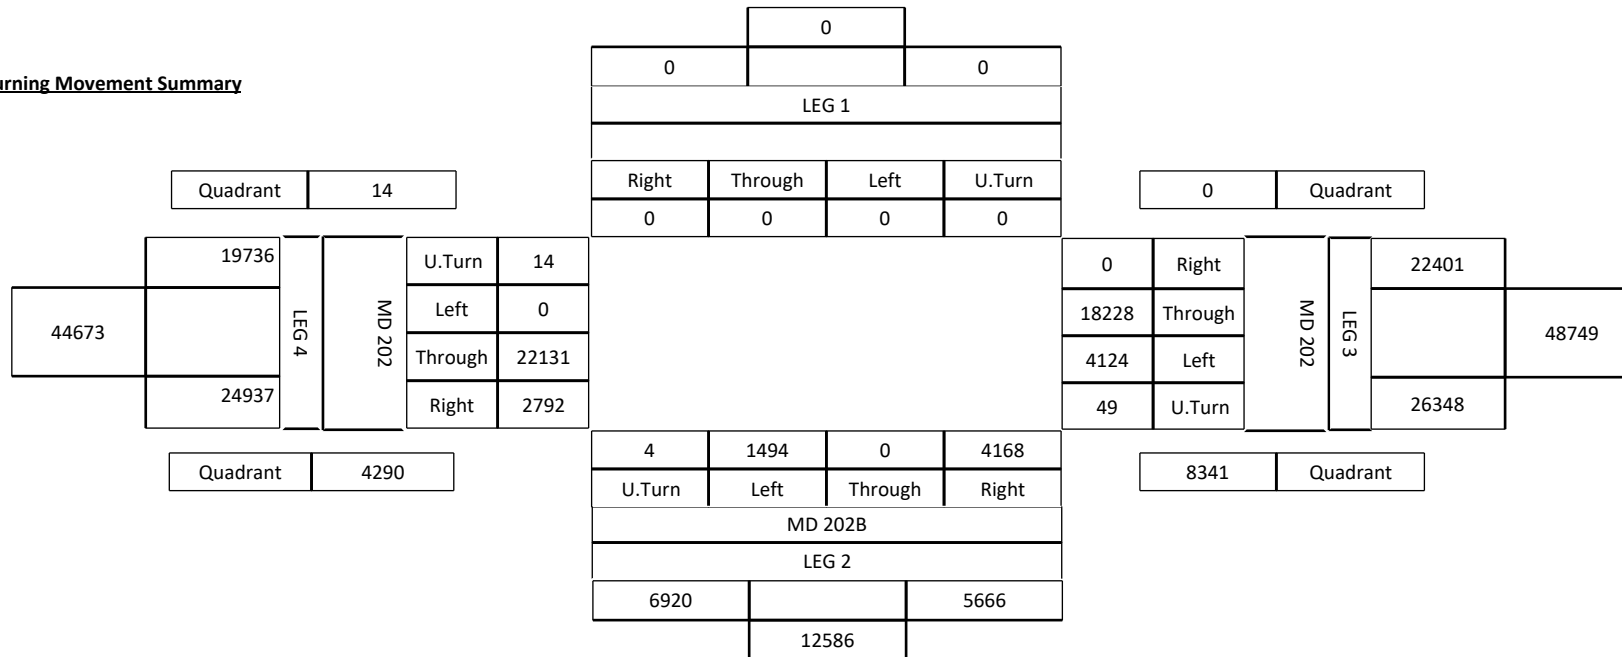 0
0 0
urning Movement Summary
LEG 1
Right Through Left U.Turn
0 0 0 0
Quadrant 14
0 Quadrant
19736
44673
24937
LEG 4
MD 202
U.Turn 14
Left 0
Through 22131
Right 2792
0 Right
18228 Through
4124 Left
49 U.Turn
MD 202
LEG 3
22401
48749
26348
Quadrant 4290
4 1494 0 4168
U.Turn Left Through Right
8341 Quadrant
MD 202B
LEG 2
6920 5666
12586